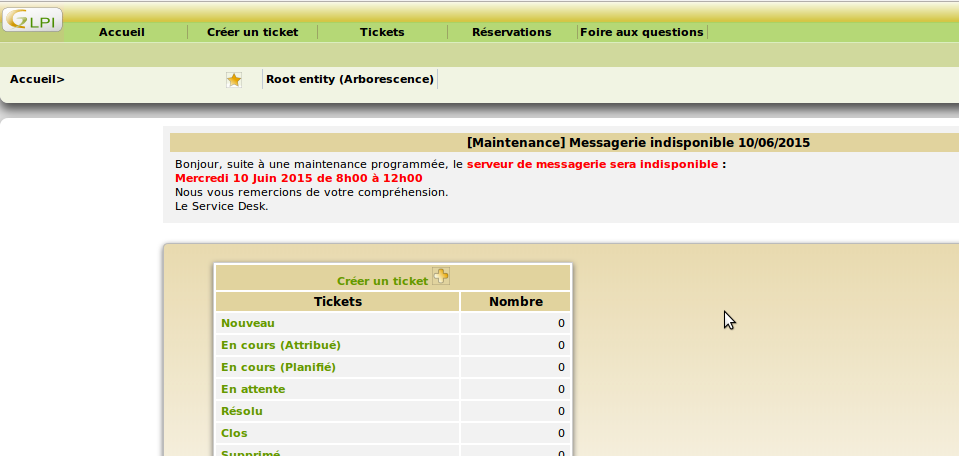 GLPI
Accueil Créer un ticket Tickets Réservations Foire aux questions
Accueil> Root entity (Arborescence)
[Maintenance] Messagerie indisponible 10/06/2015
Bonjour, suite à une maintenance programmée, le serveur de messagerie sera indisponible :
Mercredi 10 Juin 2015 de 8h00 à 12h00
Nous vous remercions de votre compréhension.
Le Service Desk.
Créer un ticket
Tickets Nombre
Nouveau 0
En cours (Attribué) 0
En cours (Planifié) 0
En attente 0
Résolu 0
Clos 0
Supprimé 0